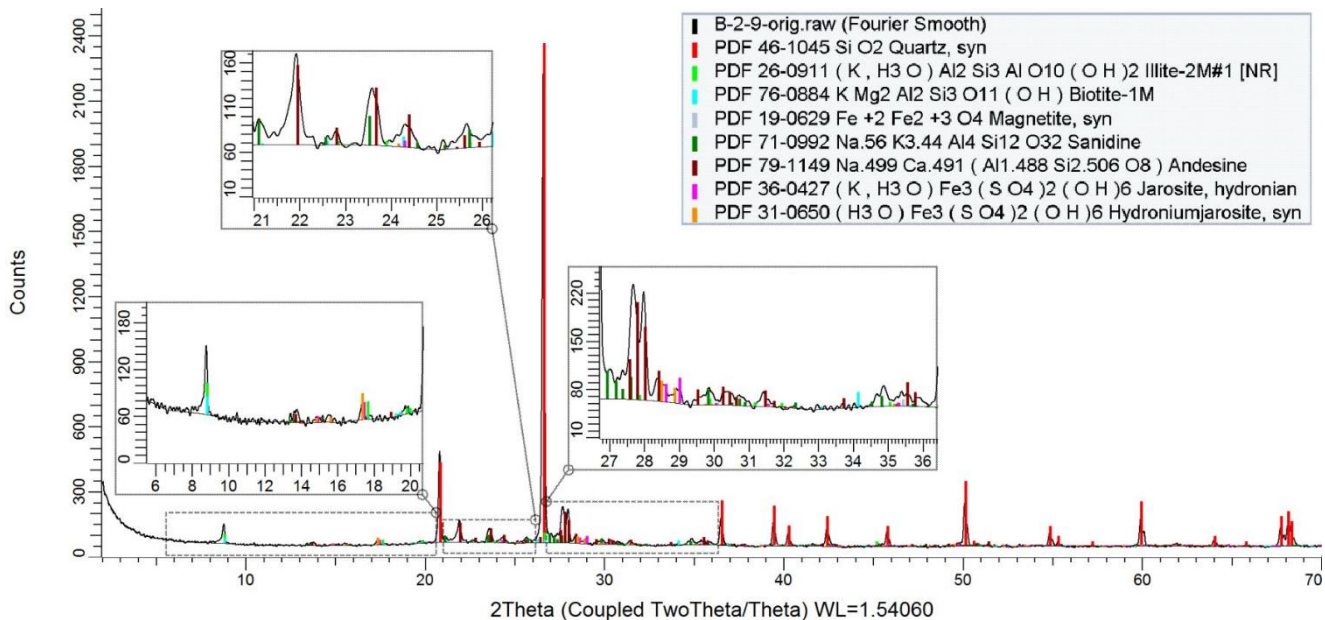 B-2-9-orig.raw (Fourier Smooth)
PDF 46-1045 Si O2 Quartz, syn
PDF 26-0911 ( K , H3 O ) Al2 Si3 Al O10 ( O H )2 Illite-2M#1 [NR]
PDF 76-0884 K Mg2 Al2 Si3 O11 ( O H ) Biotite-1M
PDF 19-0629 Fe +2 Fe2 +3 O4 Magnetite, syn
PDF 71-0992 Na.56 K3.44 Al4 Si12 O32 Sanidine
PDF 79-1149 Na.499 Ca.491 ( Al1.488 Si2.506 O8 ) Andesine
PDF 36-0427 ( K , H3 O ) Fe3 ( S O4 )2 ( O H )6 Jarosite, hydronian
PDF 31-0650 ( H3 O ) Fe3 ( S O4 )2 ( O H )6 Hydroniumjarosite, syn
Counts
2400
2100
1800
1500
1200
900
600
300
0
160
110
60
10
21 22 23 24 25 26
180
120
60
0
6 8 10 12 14 16 18 20
220
150
80
10
27 28 29 30 31 32 33 34 35 36
10 20 30 40 50 60 70
2Theta (Coupled TwoTheta/Theta) WL=1.54060